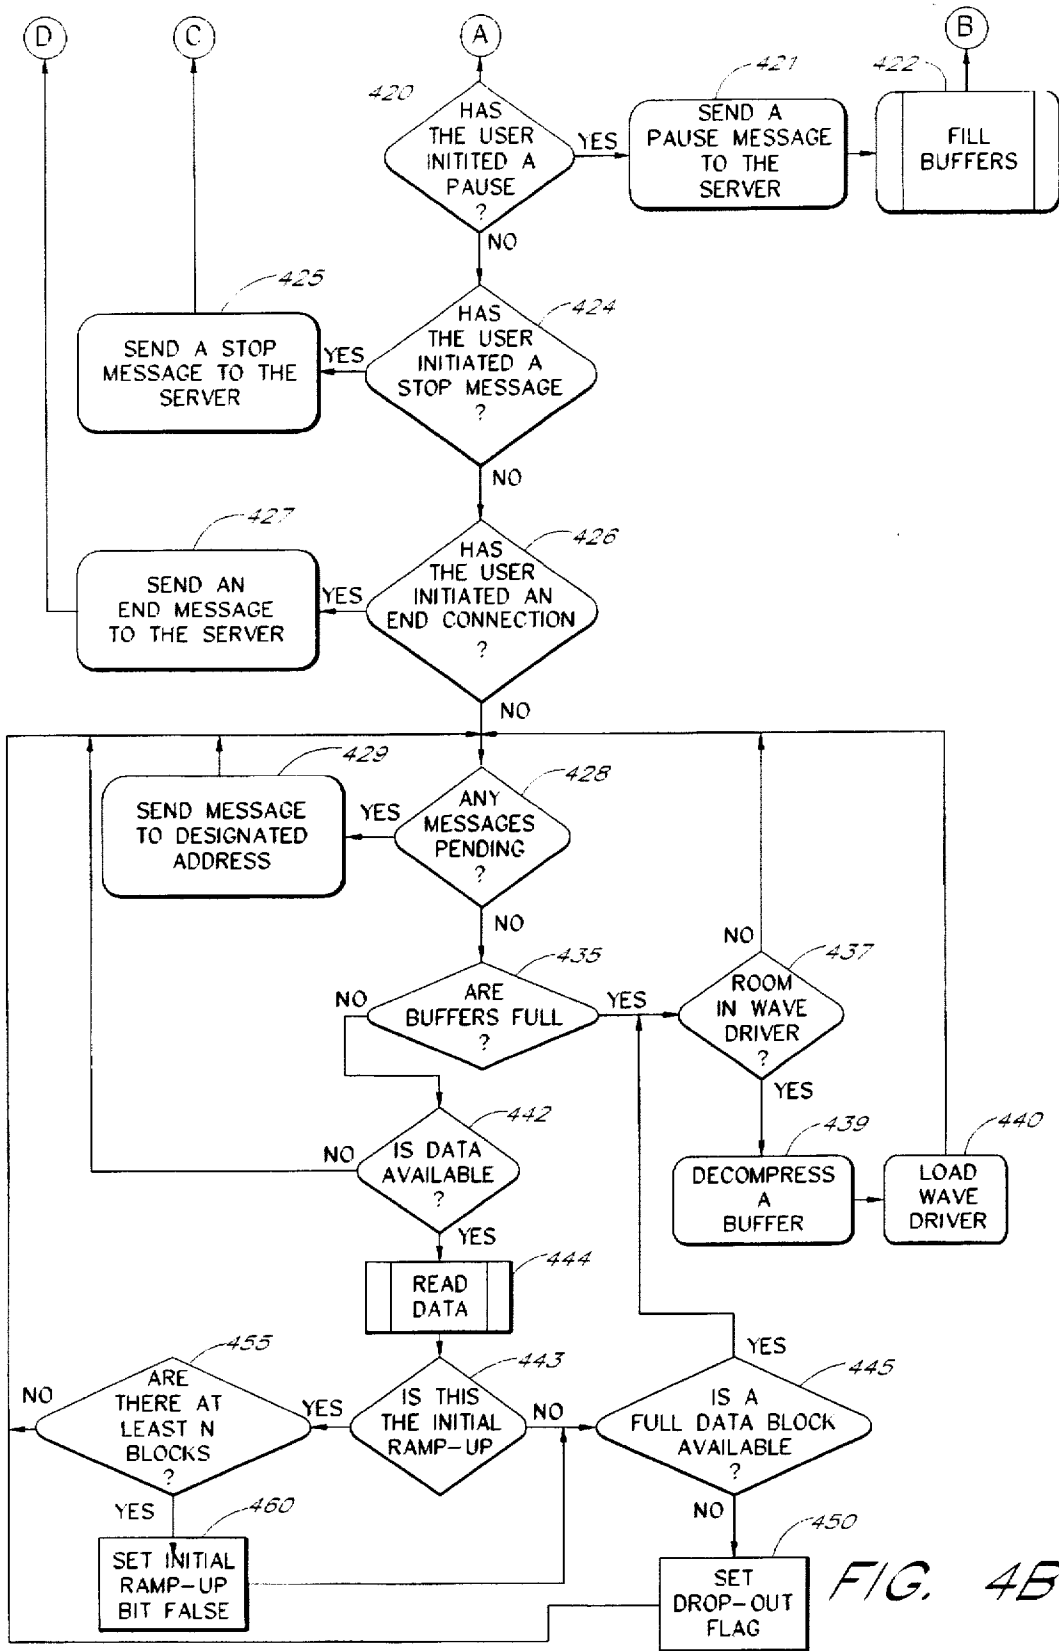 D
C
A
B
420
HAS
THE USER
INITITED A
PAUSE
?
YES
NO
421
SEND A
PAUSE MESSAGE
TO THE
SERVER
422
FILL
BUFFERS
425
SEND A STOP
MESSAGE TO THE
SERVER
YES
424
HAS
THE USER
INITIATED A
STOP MESSAGE
?
NO
427
SEND AN
END MESSAGE
TO THE SERVER
YES
426
HAS
THE USER
INITIATED AN
END CONNECTION
?
NO
429
SEND MESSAGE
TO DESIGNATED
ADDRESS
YES
428
ANY
MESSAGES
PENDING
?
NO
435
NO
ARE
BUFFERS FULL
?
YES
NO
437
ROOM
IN WAVE
DRIVER
?
YES
442
NO
IS DATA
AVAILABLE
?
YES
439
DECOMPRESS
A
BUFFER
440
LOAD
WAVE
DRIVER
444
READ
DATA
455
NO
ARE
THERE AT
LEAST N
BLOCKS
?
YES
YES
443
IS THIS
THE INITIAL
RAMP-UP
NO
YES
445
IS A
FULL DATA BLOCK
AVAILABLE
?
NO
460
SET INITIAL
RAMP-UP
BIT FALSE
450
SET
DROP-OUT
FLAG
FIG. 4B